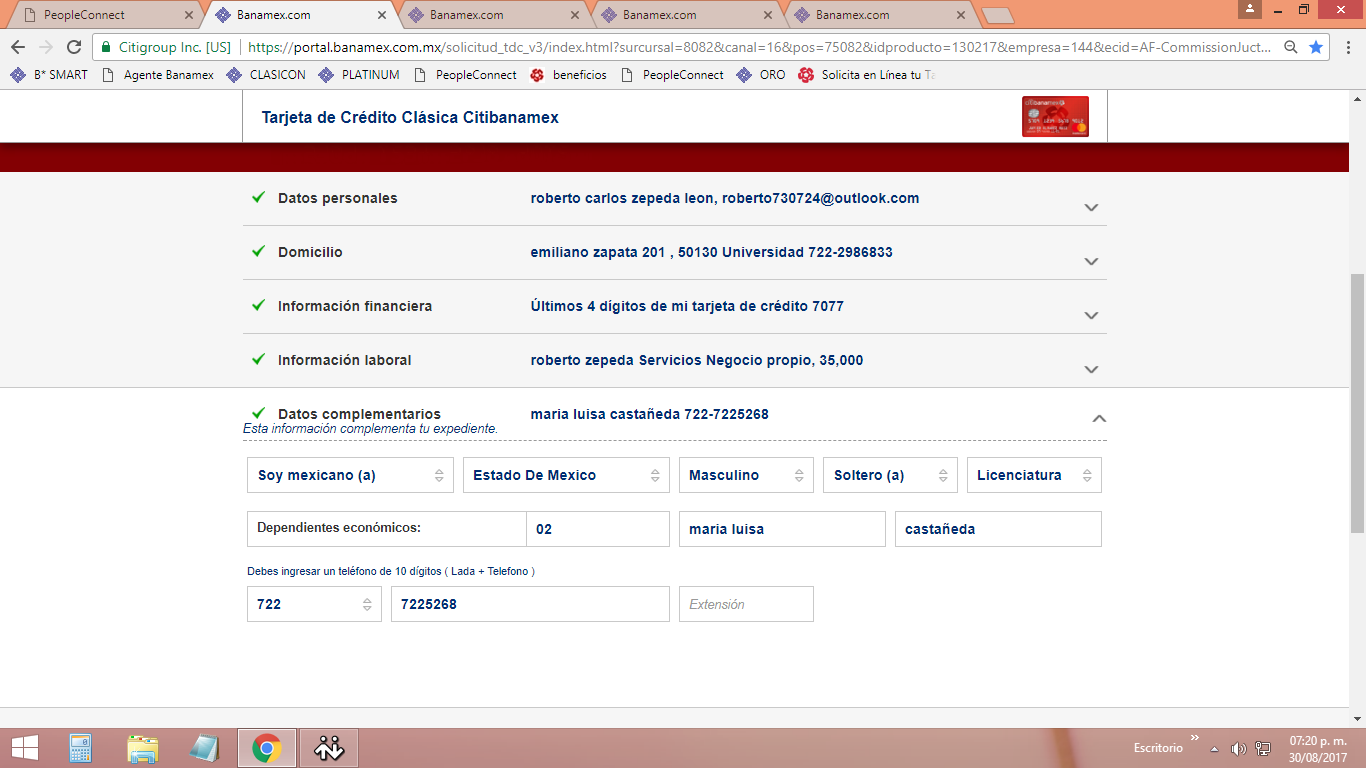 PeopleConnect Banamex.com Banamex.com Banamex.com Banamex.com
Citigroup Inc. [US] https://portal.banamex.com.mx/solicitud_tdc_v3/index.html?sursursal=8082&canal=16&pos=75082&idproducto=130217&empresa=144&ecid=AF-CommissionJuct...
B* SMART Agente Banamex CLASICON PLATINUM PeopleConnect beneficios PeopleConnect ORO Solicita en Línea tu Ta
Tarjeta de Crédito Clásica Citibanamex
Datos personales roberto carlos zepeda leon, roberto730724@outlook.com
Domicilio emiliano zapata 201 , 50130 Universidad 722-2986833
Información financiera Últimos 4 dígitos de mi tarjeta de crédito 7077
Información laboral roberto zepeda Servicios Negocio propio, 35,000
Datos complementarios maria luisa castañeda 722-7225268
Esta información complementa tu expediente.
Soy mexicano (a) Estado De Mexico Masculino Soltero (a) Licenciatura
Dependientes económicos: 02 maria luisa castañeda
Debes ingresar un teléfono de 10 dígitos ( Lada + Telefono )
722 7225268 Extensión
Escritorio
07:20 p. m.
30/08/2017